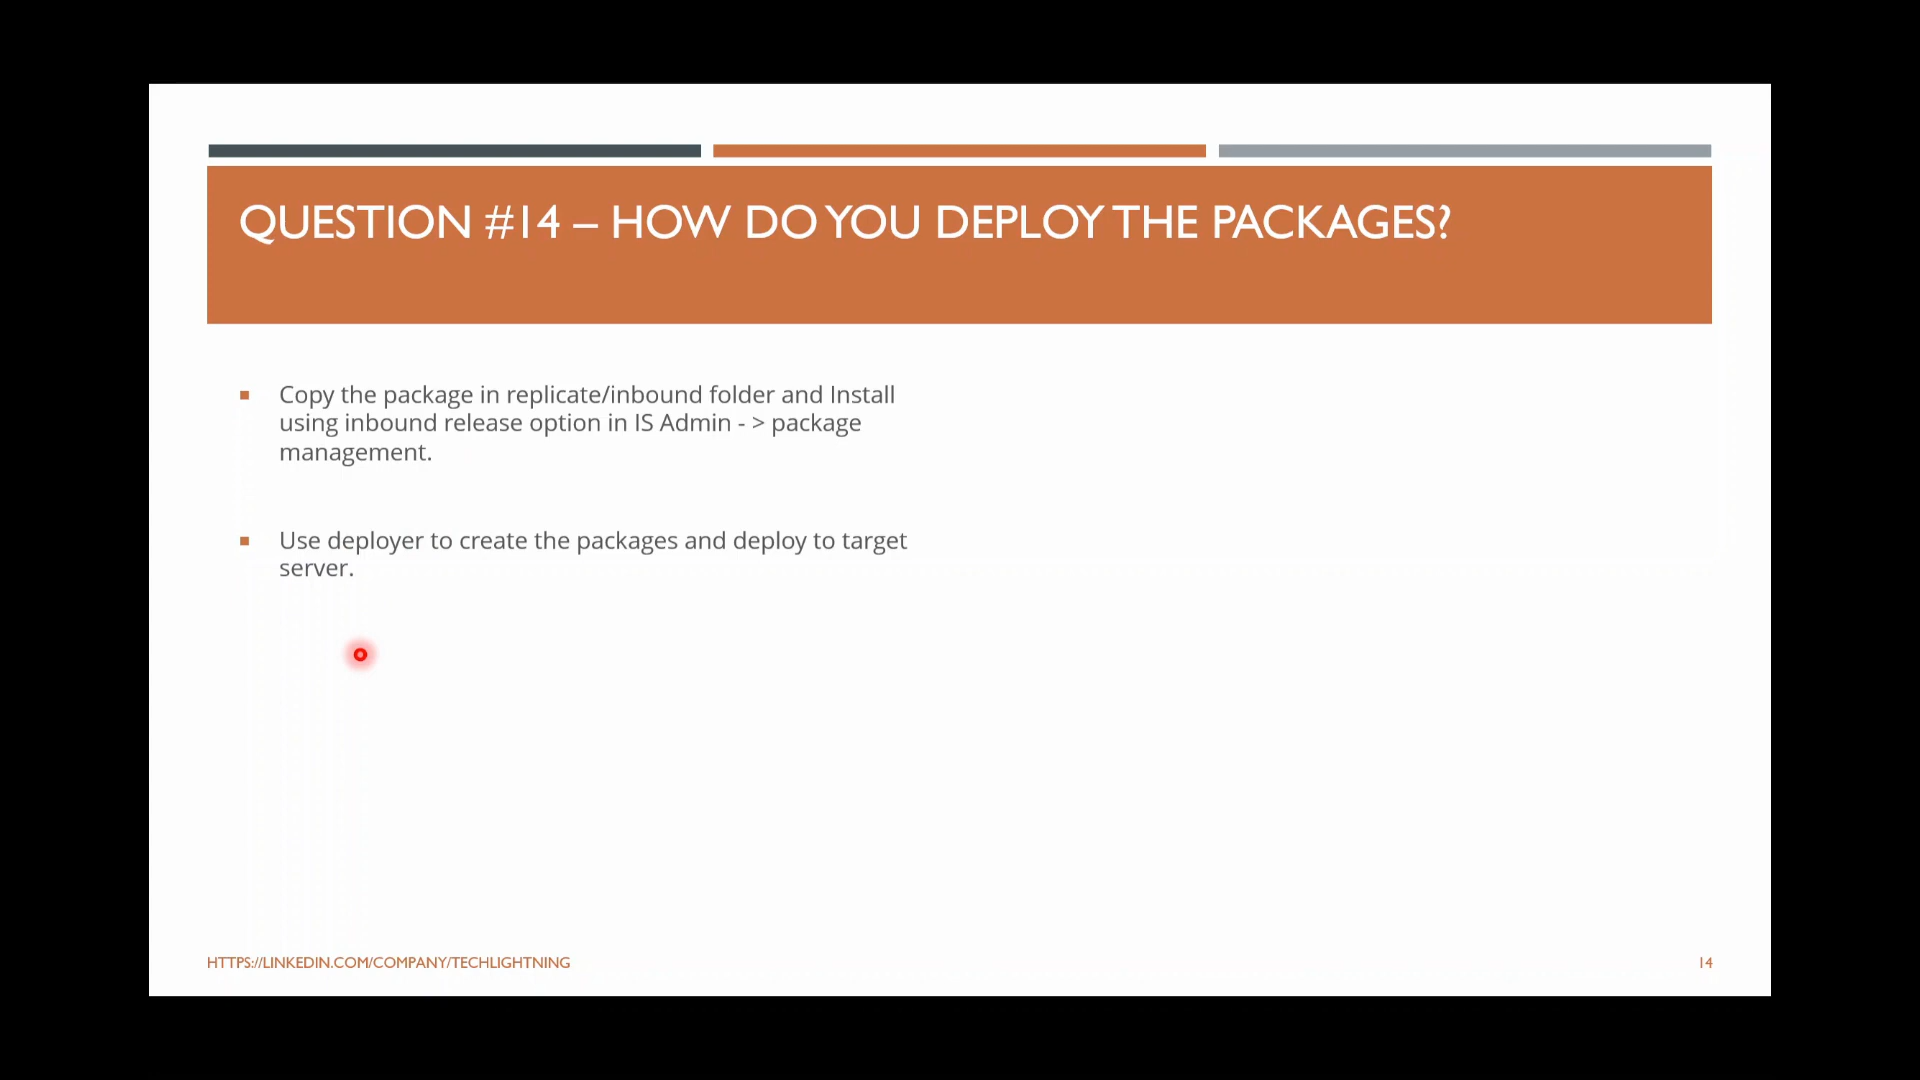 QUESTION #14 – HOW DO YOU DEPLOY THE PACKAGES?
Copy the package in replicate/inbound folder and Install
using inbound release option in IS Admin - > package
management.
Use deployer to create the packages and deploy to target
server.
HTTPS://LINKEDIN.COM/COMPANY/TECHLIGHTNING
14